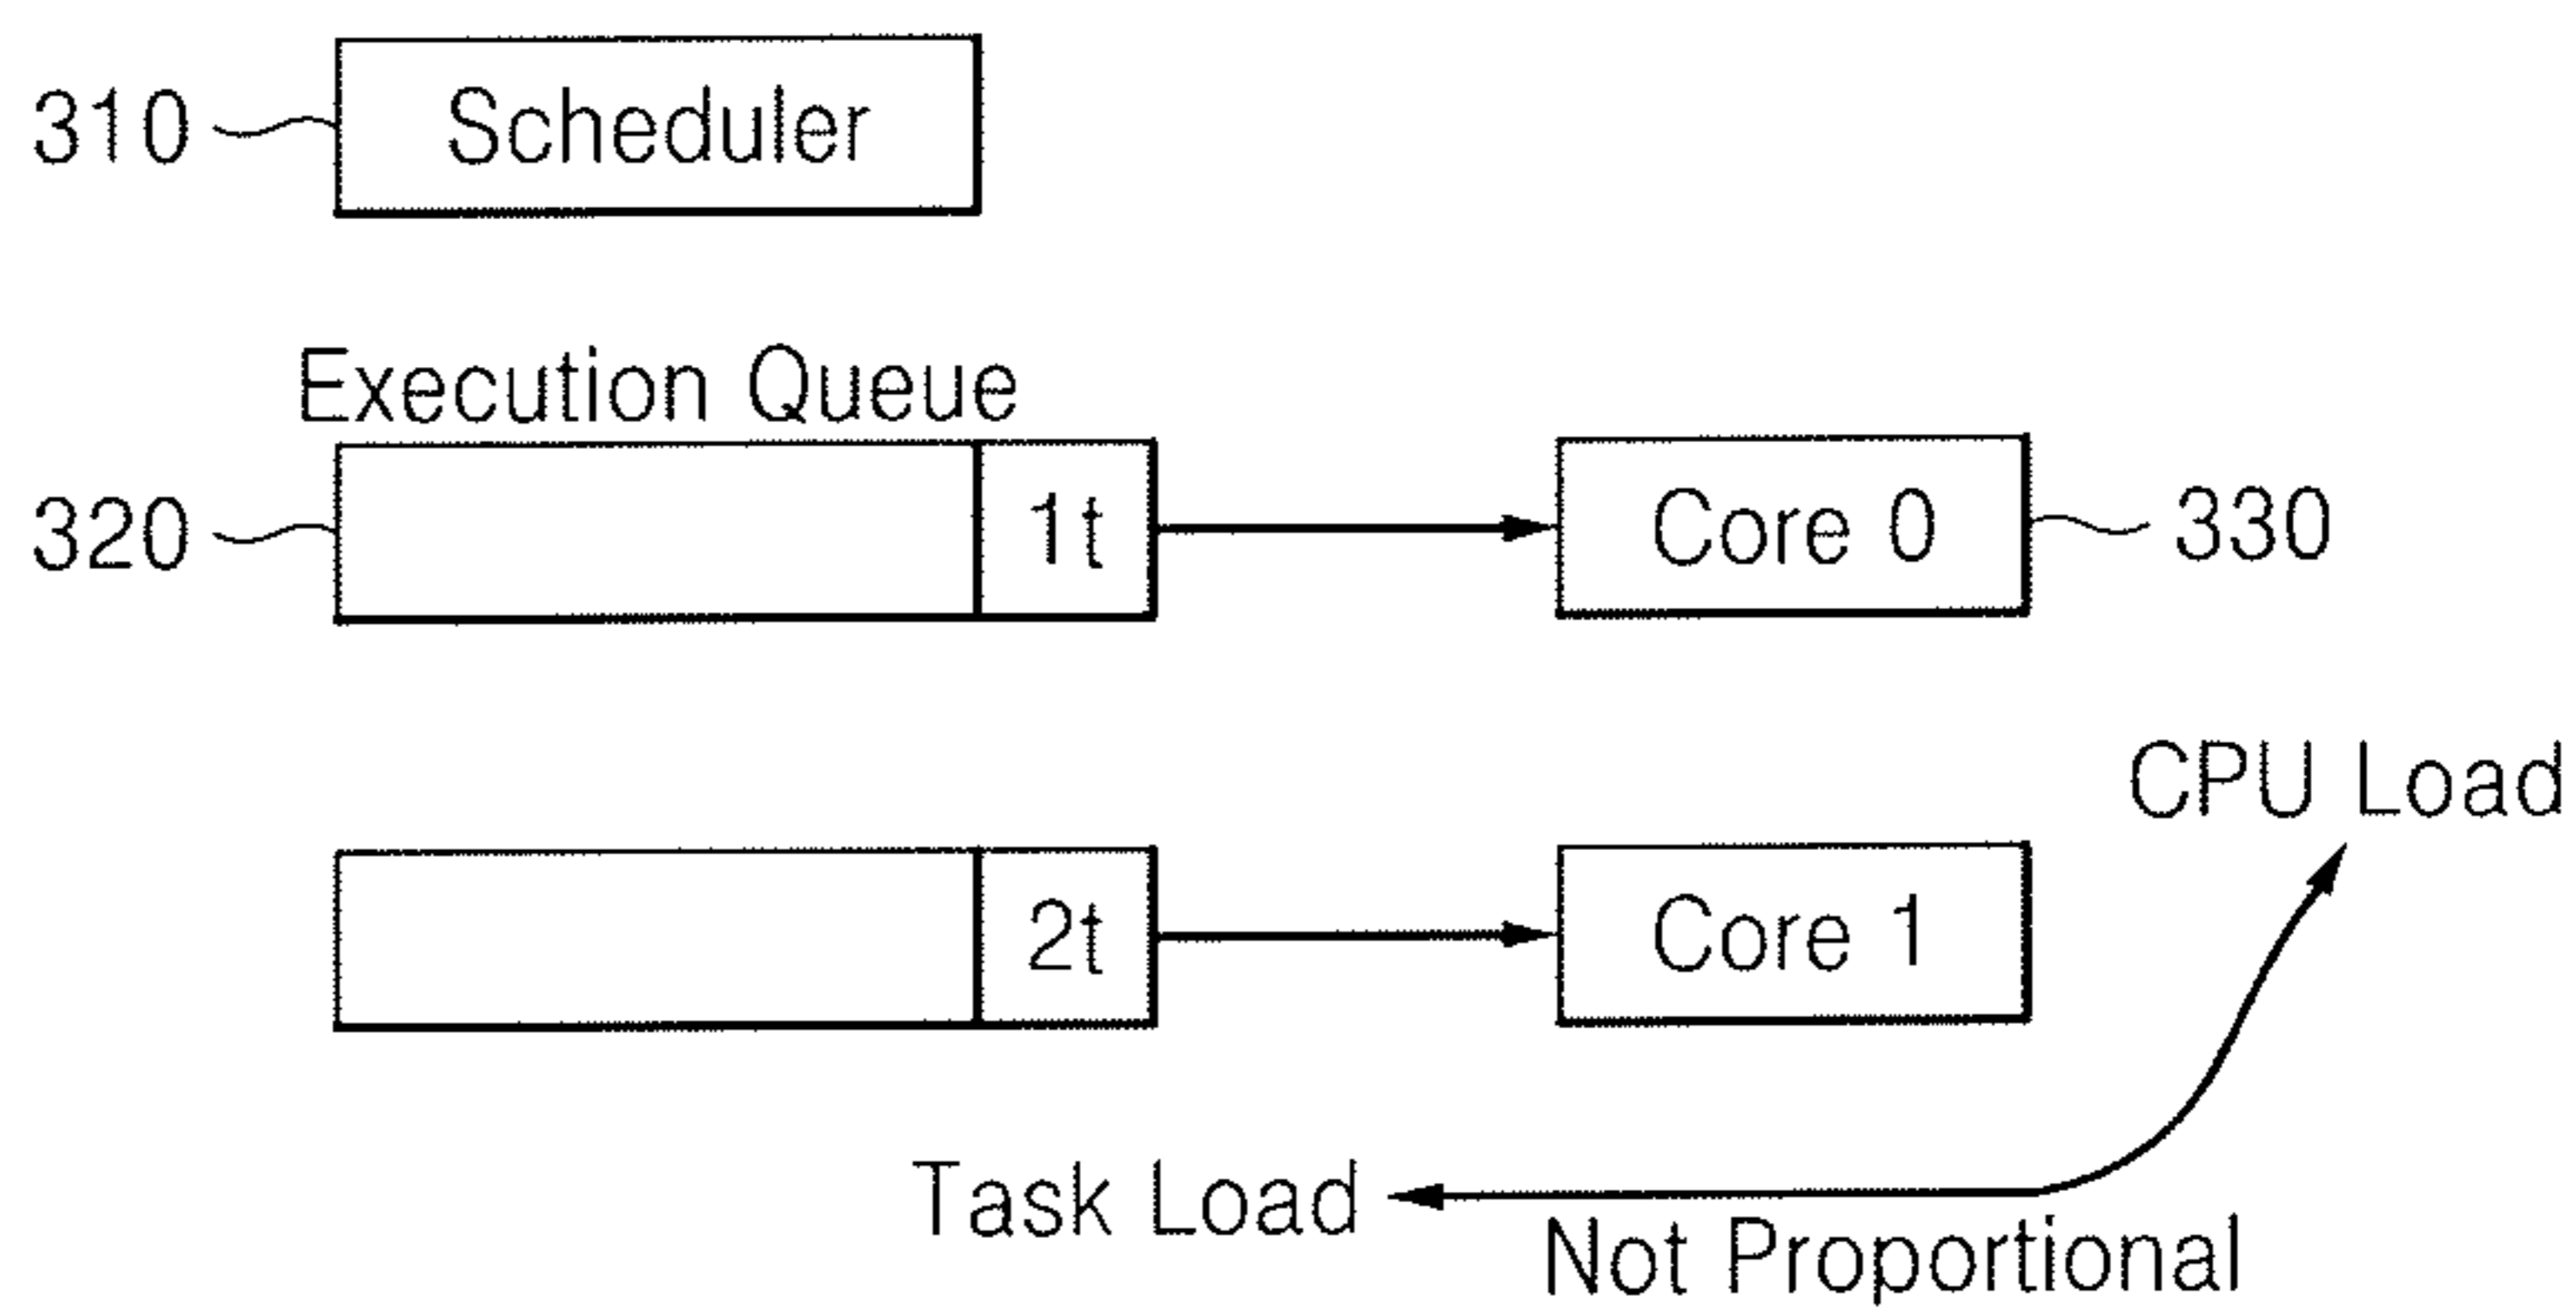 310 Scheduler
Execution Queue
320 1t Core 0 330
CPU Load
2t Core 1
Task Load
Not Proportional